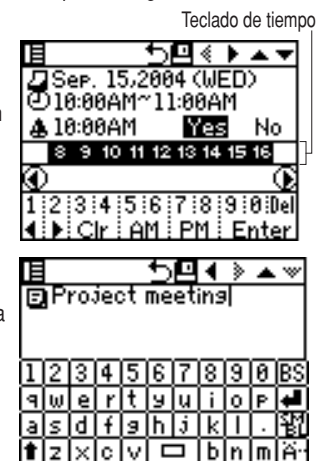 Teclado de tiempo
Sep. 15,2004 (WED)
10:00AM~11:00AM
10:00AM Yes No
8 9 10 11 12 13 14 15 16
1 2 3 4 5 6 7 8 9 0 Del
Clr AM PM Enter
Project meeting
a
1 2 3 4 5 6 7 8 9 0 BS
q w e r t y u i o p
a s d f g h j k l . SMBL
z x c v b n m Ä